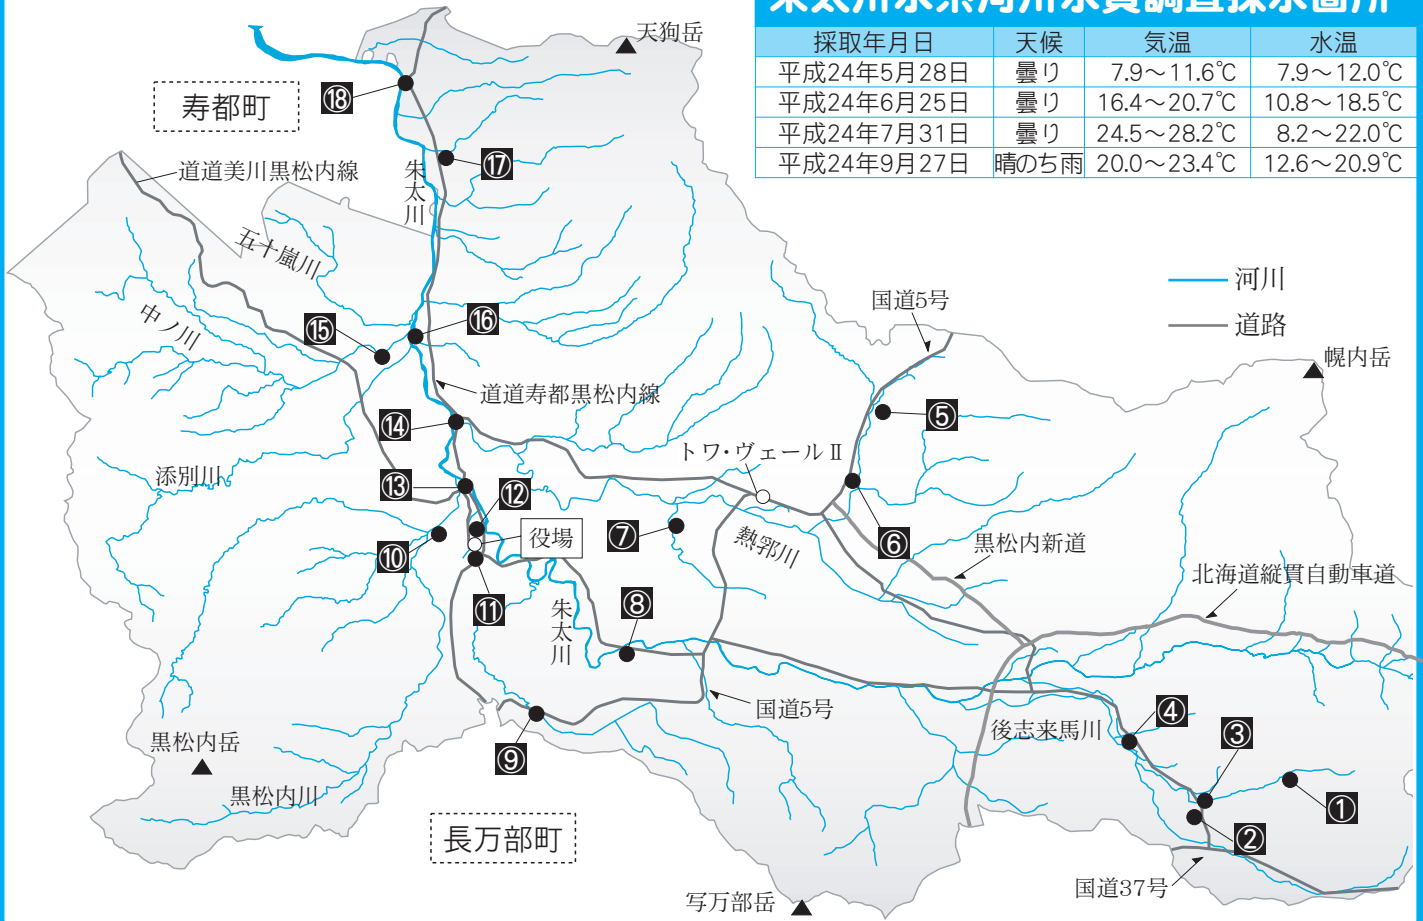 朱太川水系河川水質調査採水箇所
採取年月日 天候 気温 水温
平成24年5月28日 曇り 7.9～11.6℃ 7.9～12.0℃
平成24年6月25日 曇り 16.4～20.7℃ 10.8～18.5℃
平成24年7月31日 曇り 24.5～28.2℃ 8.2～22.0℃
平成24年9月27日 晴のち雨 20.0～23.4℃ 12.6～20.9℃
天狗岳
⑱
寿都町
⑰
道道美川黒松内線
朱太川
五十嵐川
河川
国道5号
中ノ川
⑮
⑯
道路
幌内岳
道道寿都黒松内線
⑤
⑭
トワ・ヴェールⅡ
添別川
⑬
⑫
役場
⑦
熱郛川
⑥
黒松内新道
⑩
北海道縦貫自動車道
⑪
⑧
朱太川
国道5号
④
後志来馬川
③
黒松内岳
⑨
黒松内川
①
長万部町
②
国道37号
写万部岳